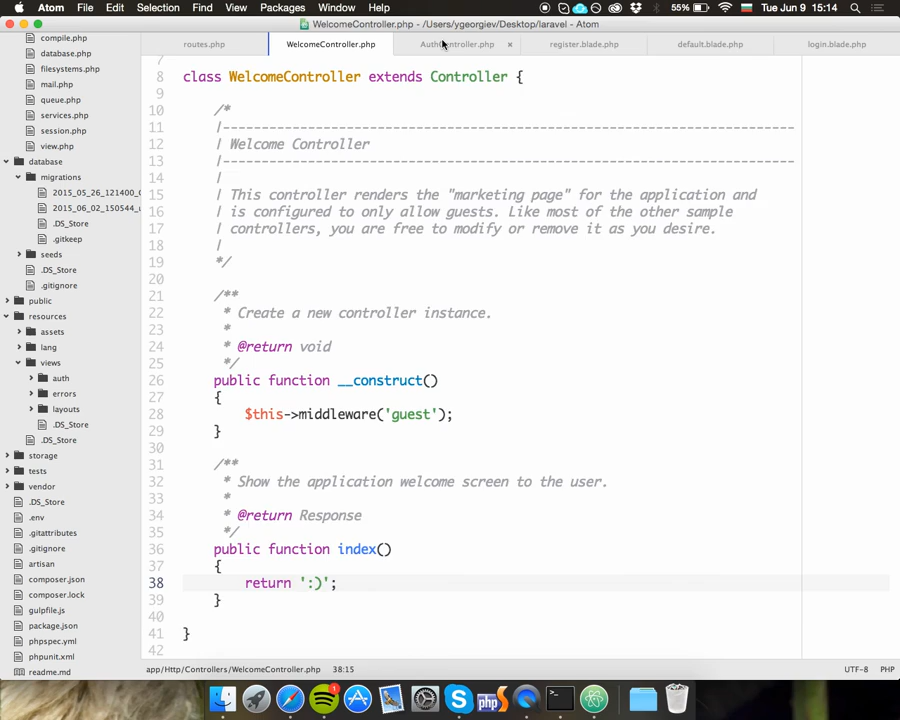 Atom File Edit View Selection Find Packages Window Help 55% Tue Jun 9 15:14
WelcomeController.php - /Users/ygeorgiev/Desktop/laravel - Atom
routes.php WelcomeController.php AuthController.php × register.blade.php default.blade.php login.blade.php
compile.php
database.php
filesystems.php
mail.php
queue.php
services.php
session.php
view.php
database
migrations
2015_05_26_121400_
2015_06_02_150544_u
.DS_Store
.gitkeep
seeds
.DS_Store
.gitignore
public
resources
assets
lang
views
auth
errors
layouts
.DS_Store
.DS_Store
storage
tests
vendor
.DS_Store
.env
.gitattributes
.gitignore
artisan
composer.json
composer.lock
gulpfile.js
package.json
phpspec.yml
phpunit.xml
readme.md
7
8 class WelcomeController extends Controller {
9
10 /*
11 |--------------------------------------------------------------------------
12 | Welcome Controller
13 |--------------------------------------------------------------------------
14 |
15 | This controller renders the "marketing page" for the application and
16 | is configured to only allow guests. Like most of the other sample
17 | controllers, you are free to modify or remove it as you desire.
18 |
19 */
20
21 /**
22 * Create a new controller instance.
23 *
24 * @return void
25 */
26 public function __construct()
27 {
28 $this->middleware('guest');
29 }
30
31 /**
32 * Show the application welcome screen to the user.
33 *
34 * @return Response
35 */
36 public function index()
37 {
38 return ':)';
39 }
40
41 }
42
app/Http/Controllers/WelcomeController.php 38:15 UTF-8 PHP
1
php